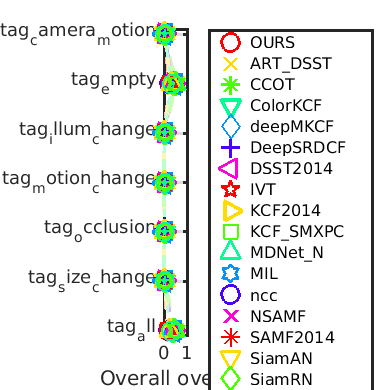 tag_camera_motion
tag_empty
tag_illum_change
tag_motion_change
tag_occlusion
tag_size_change
tag_all
0 1
Overall ove
OURS
ART_DSST
CCOT
ColorKCF
deepMKCF
DeepSRDCF
DSST2014
IVT
KCF2014
KCF_SMXPC
MDNet_N
MIL
ncc
NSAMF
SAMF2014
SiamAN
SiamRN